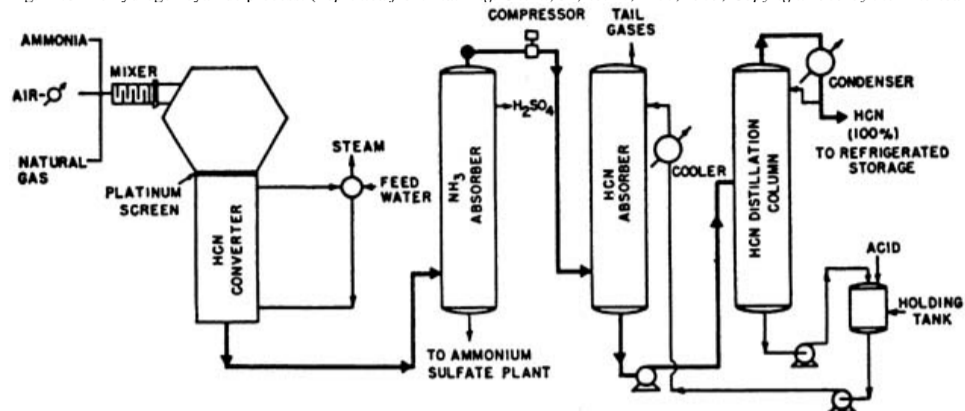 COMPRESSOR
TAIL
GASES
AMMONIA
MIXER
AIR
NATURAL
GAS
PLATINUM
SCREEN
HCN
CONVERTER
STEAM
FEED
WATER
NH3
ABSORBER
H2SO4
TO AMMONIUM
SULFATE PLANT
HCN
ABSORBER
COOLER
HCN DISTILLATION
COLUMN
CONDENSER
HCN
(100%)
TO REFRIGERATED
STORAGE
ACID
HOLDING
TANK